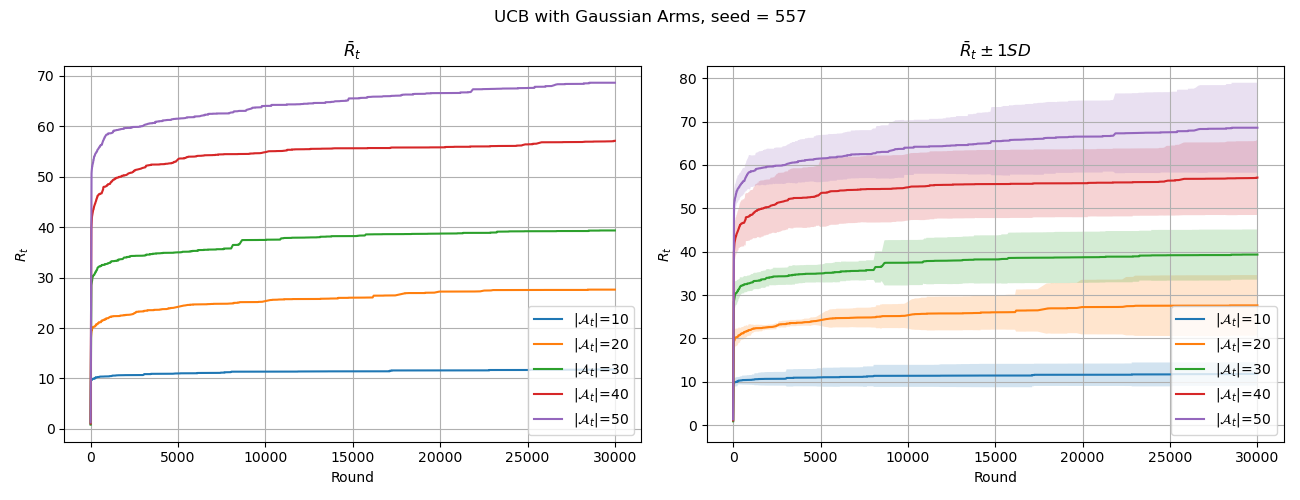 UCB with Gaussian Arms, seed = 557
R̄ₜ
70
60
50
40
30
20
10
0
Rₜ
0 5000 10000 15000 20000 25000 30000
Round
|𝒜ₜ|=10
|𝒜ₜ|=20
|𝒜ₜ|=30
|𝒜ₜ|=40
|𝒜ₜ|=50
R̄ₜ ± 1SD
80
70
60
50
40
30
20
10
0
Rₜ
0 5000 10000 15000 20000 25000 30000
Round
|𝒜ₜ|=10
|𝒜ₜ|=20
|𝒜ₜ|=30
|𝒜ₜ|=40
|𝒜ₜ|=50